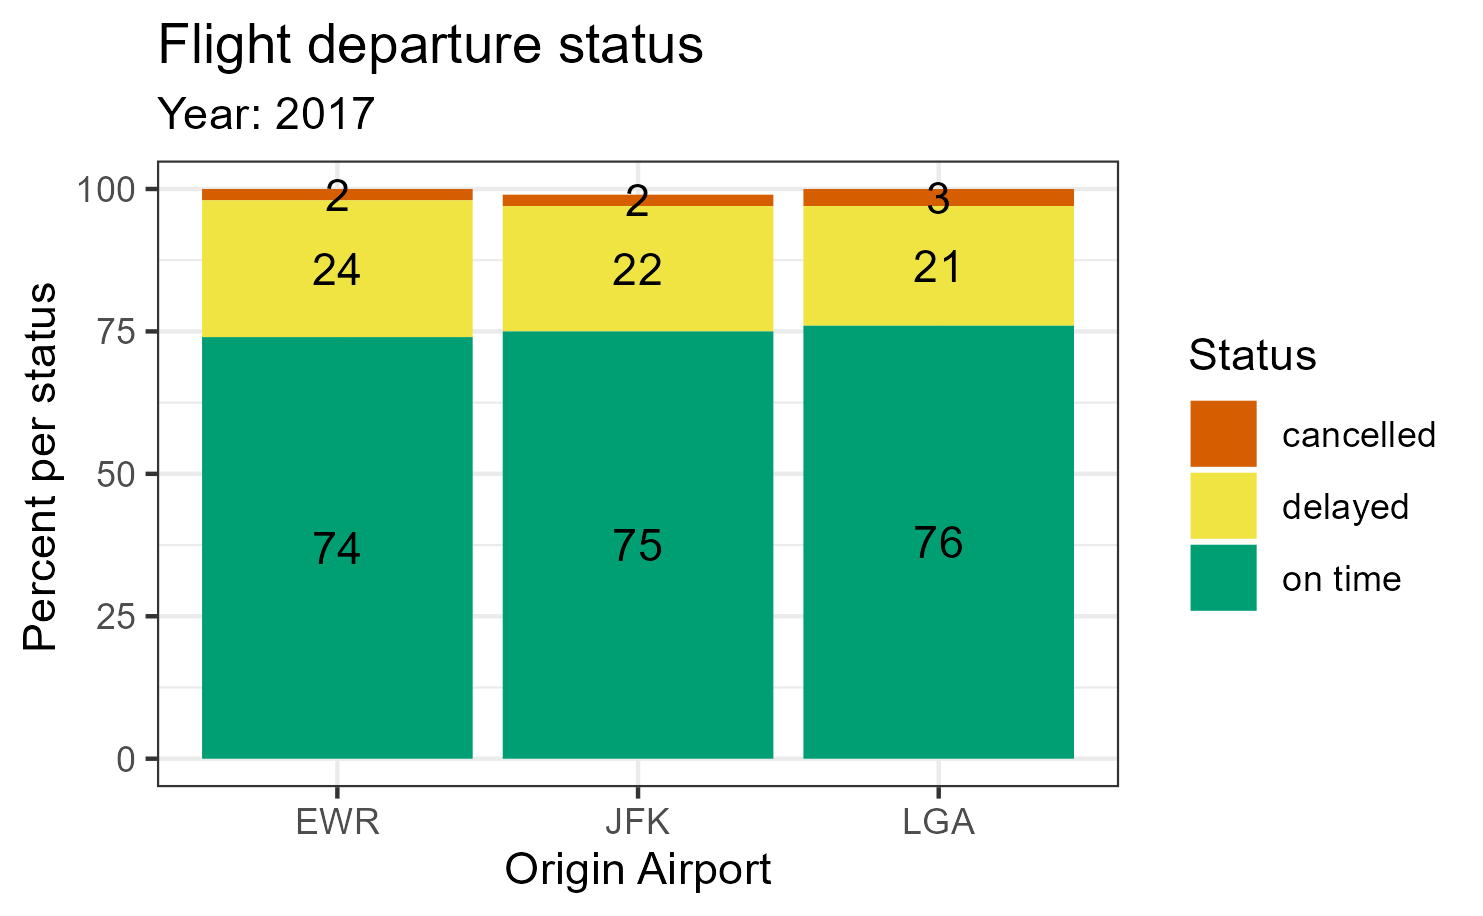 Flight departure status
Year: 2017
Percent per status
100
75
50
25
0
2
24
74
2
22
75
3
21
76
EWR
JFK
LGA
Origin Airport
Status
cancelled
delayed
on time